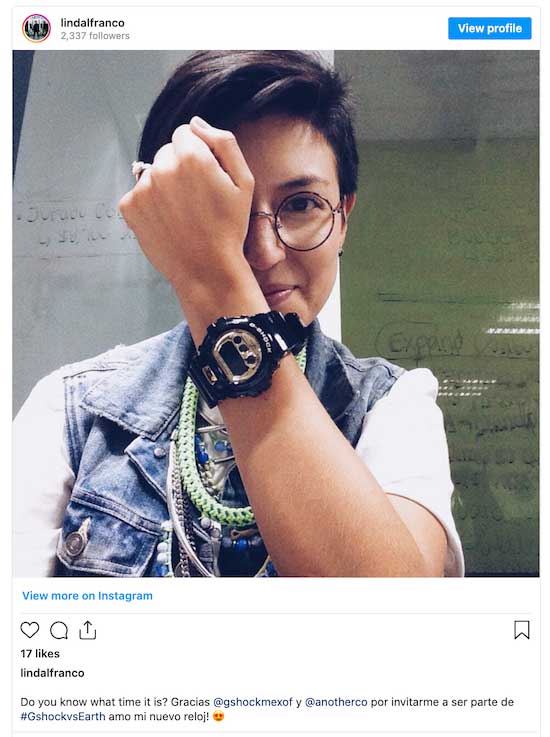 lindalfranco
2,337 followers
View profile
G-SHOCK
View more on Instagram
17 likes
lindalfranco
Do you know what time it is? Gracias @gshockmexof y @anotherco por invitarme a ser parte de
#GshockvsEarth amo mi nuevo reloj! 😍